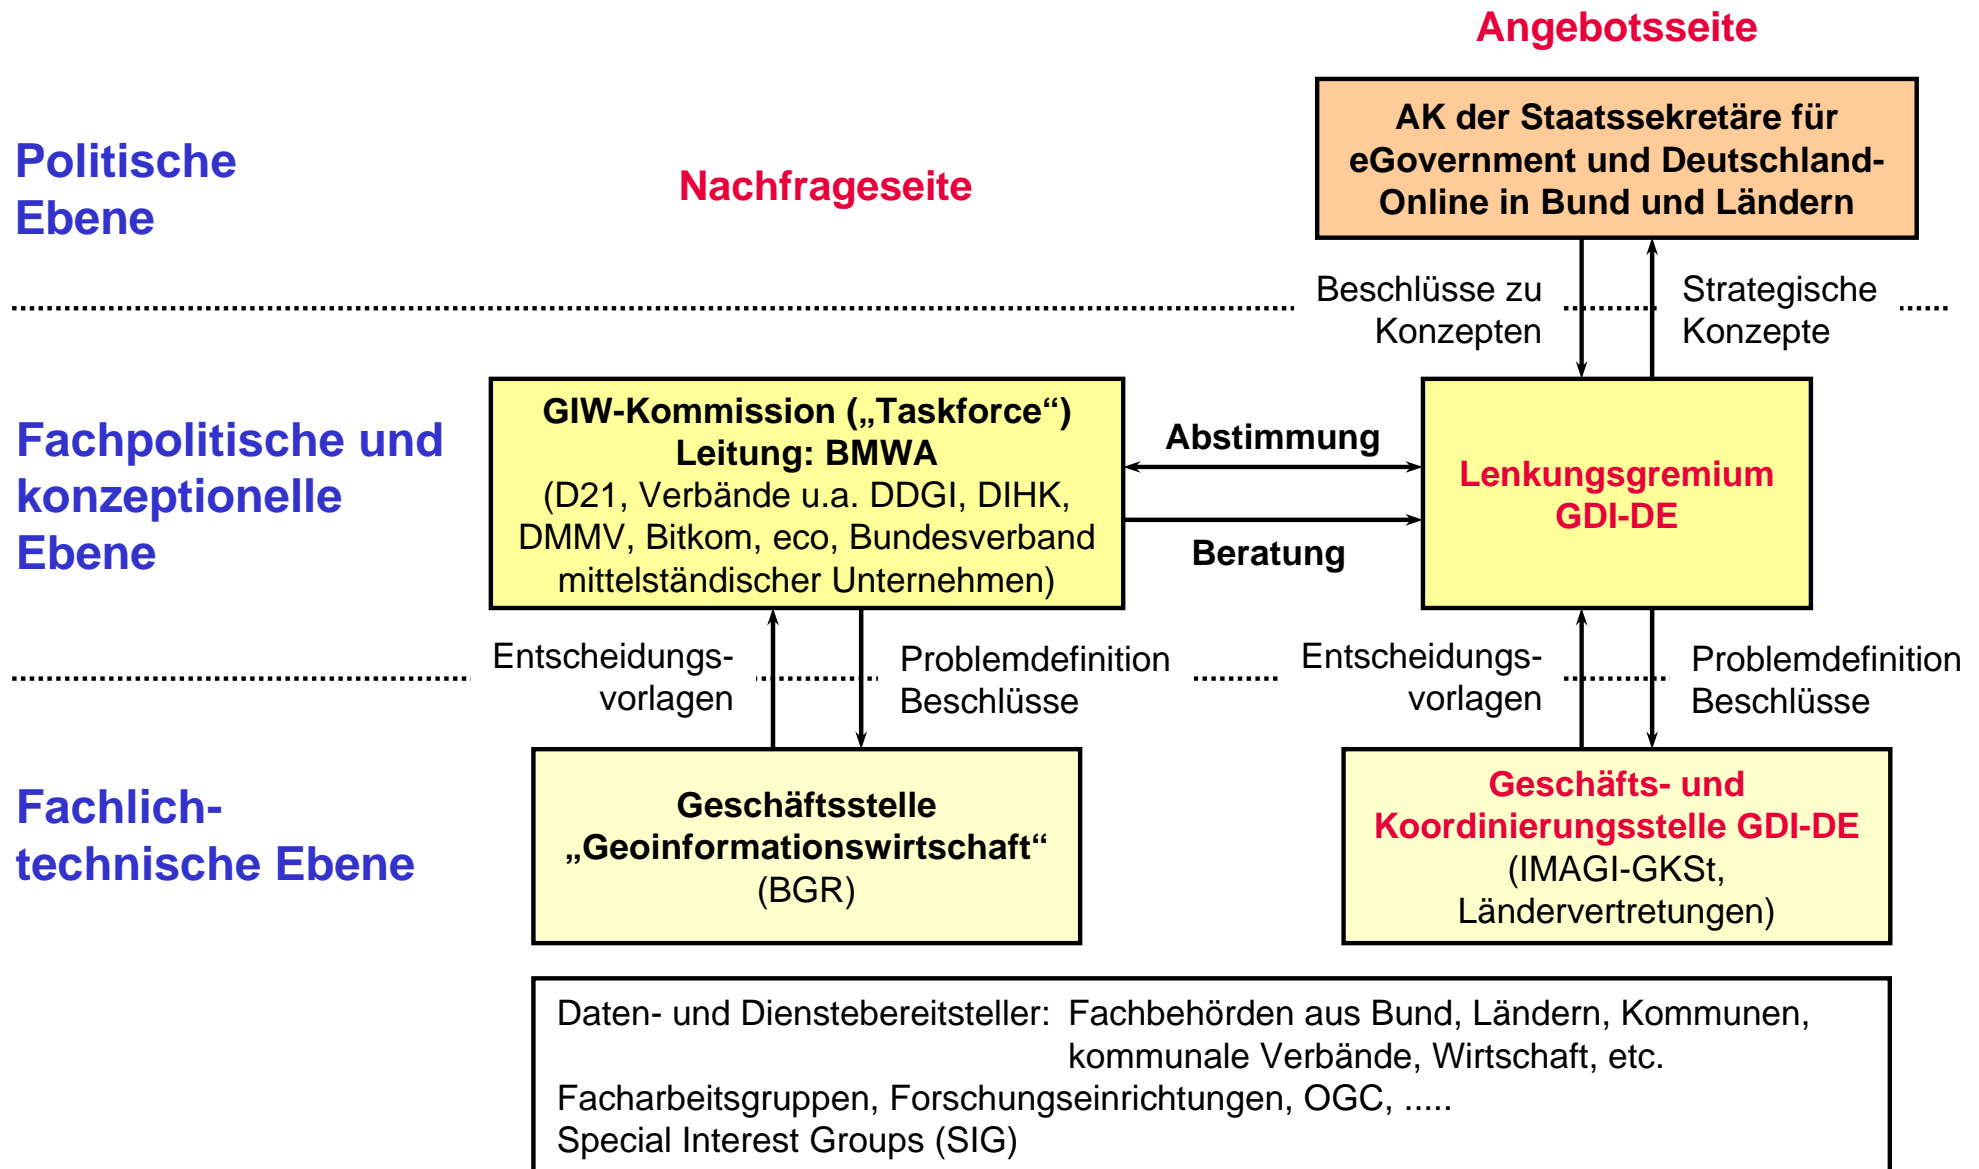 Angebotsseite
Politische
Ebene
Nachfrageseite
AK der Staatssekretäre für
eGovernment und Deutschland-
Online in Bund und Ländern
Beschlüsse zu
Konzepten
Strategische
Konzepte
Fachpolitische und
konzeptionelle
Ebene
GIW-Kommission („Taskforce“)
Leitung: BMWA
(D21, Verbände u.a. DDGI, DIHK,
DMMV, Bitkom, eco, Bundesverband
mittelständischer Unternehmen)
Abstimmung
Beratung
Lenkungsgremium
GDI-DE
Entscheidungs-
vorlagen
Problemdefinition
Beschlüsse
Entscheidungs-
vorlagen
Problemdefinition
Beschlüsse
Fachlich-
technische Ebene
Geschäftsstelle
„Geoinformationswirtschaft“
(BGR)
Geschäfts- und
Koordinierungsstelle GDI-DE
(IMAGI-GKSt,
Ländervertretungen)
Daten- und Dienstebereitsteller: Fachbehörden aus Bund, Ländern, Kommunen,
kommunale Verbände, Wirtschaft, etc.
Facharbeitsgruppen, Forschungseinrichtungen, OGC, .....
Special Interest Groups (SIG)